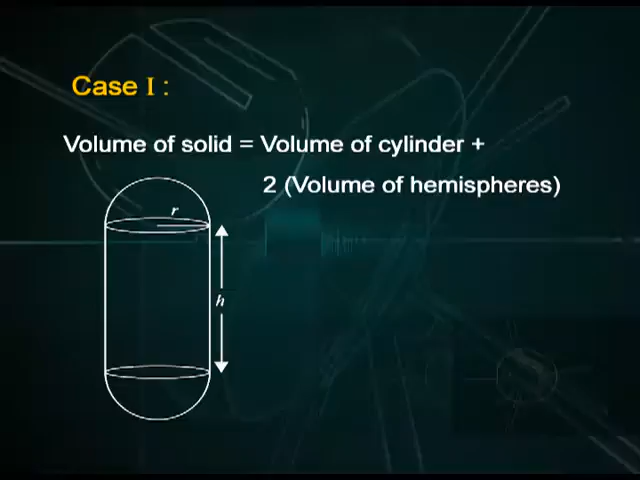 Case I :
Volume of solid = Volume of cylinder +
2 (Volume of hemispheres)
r
h